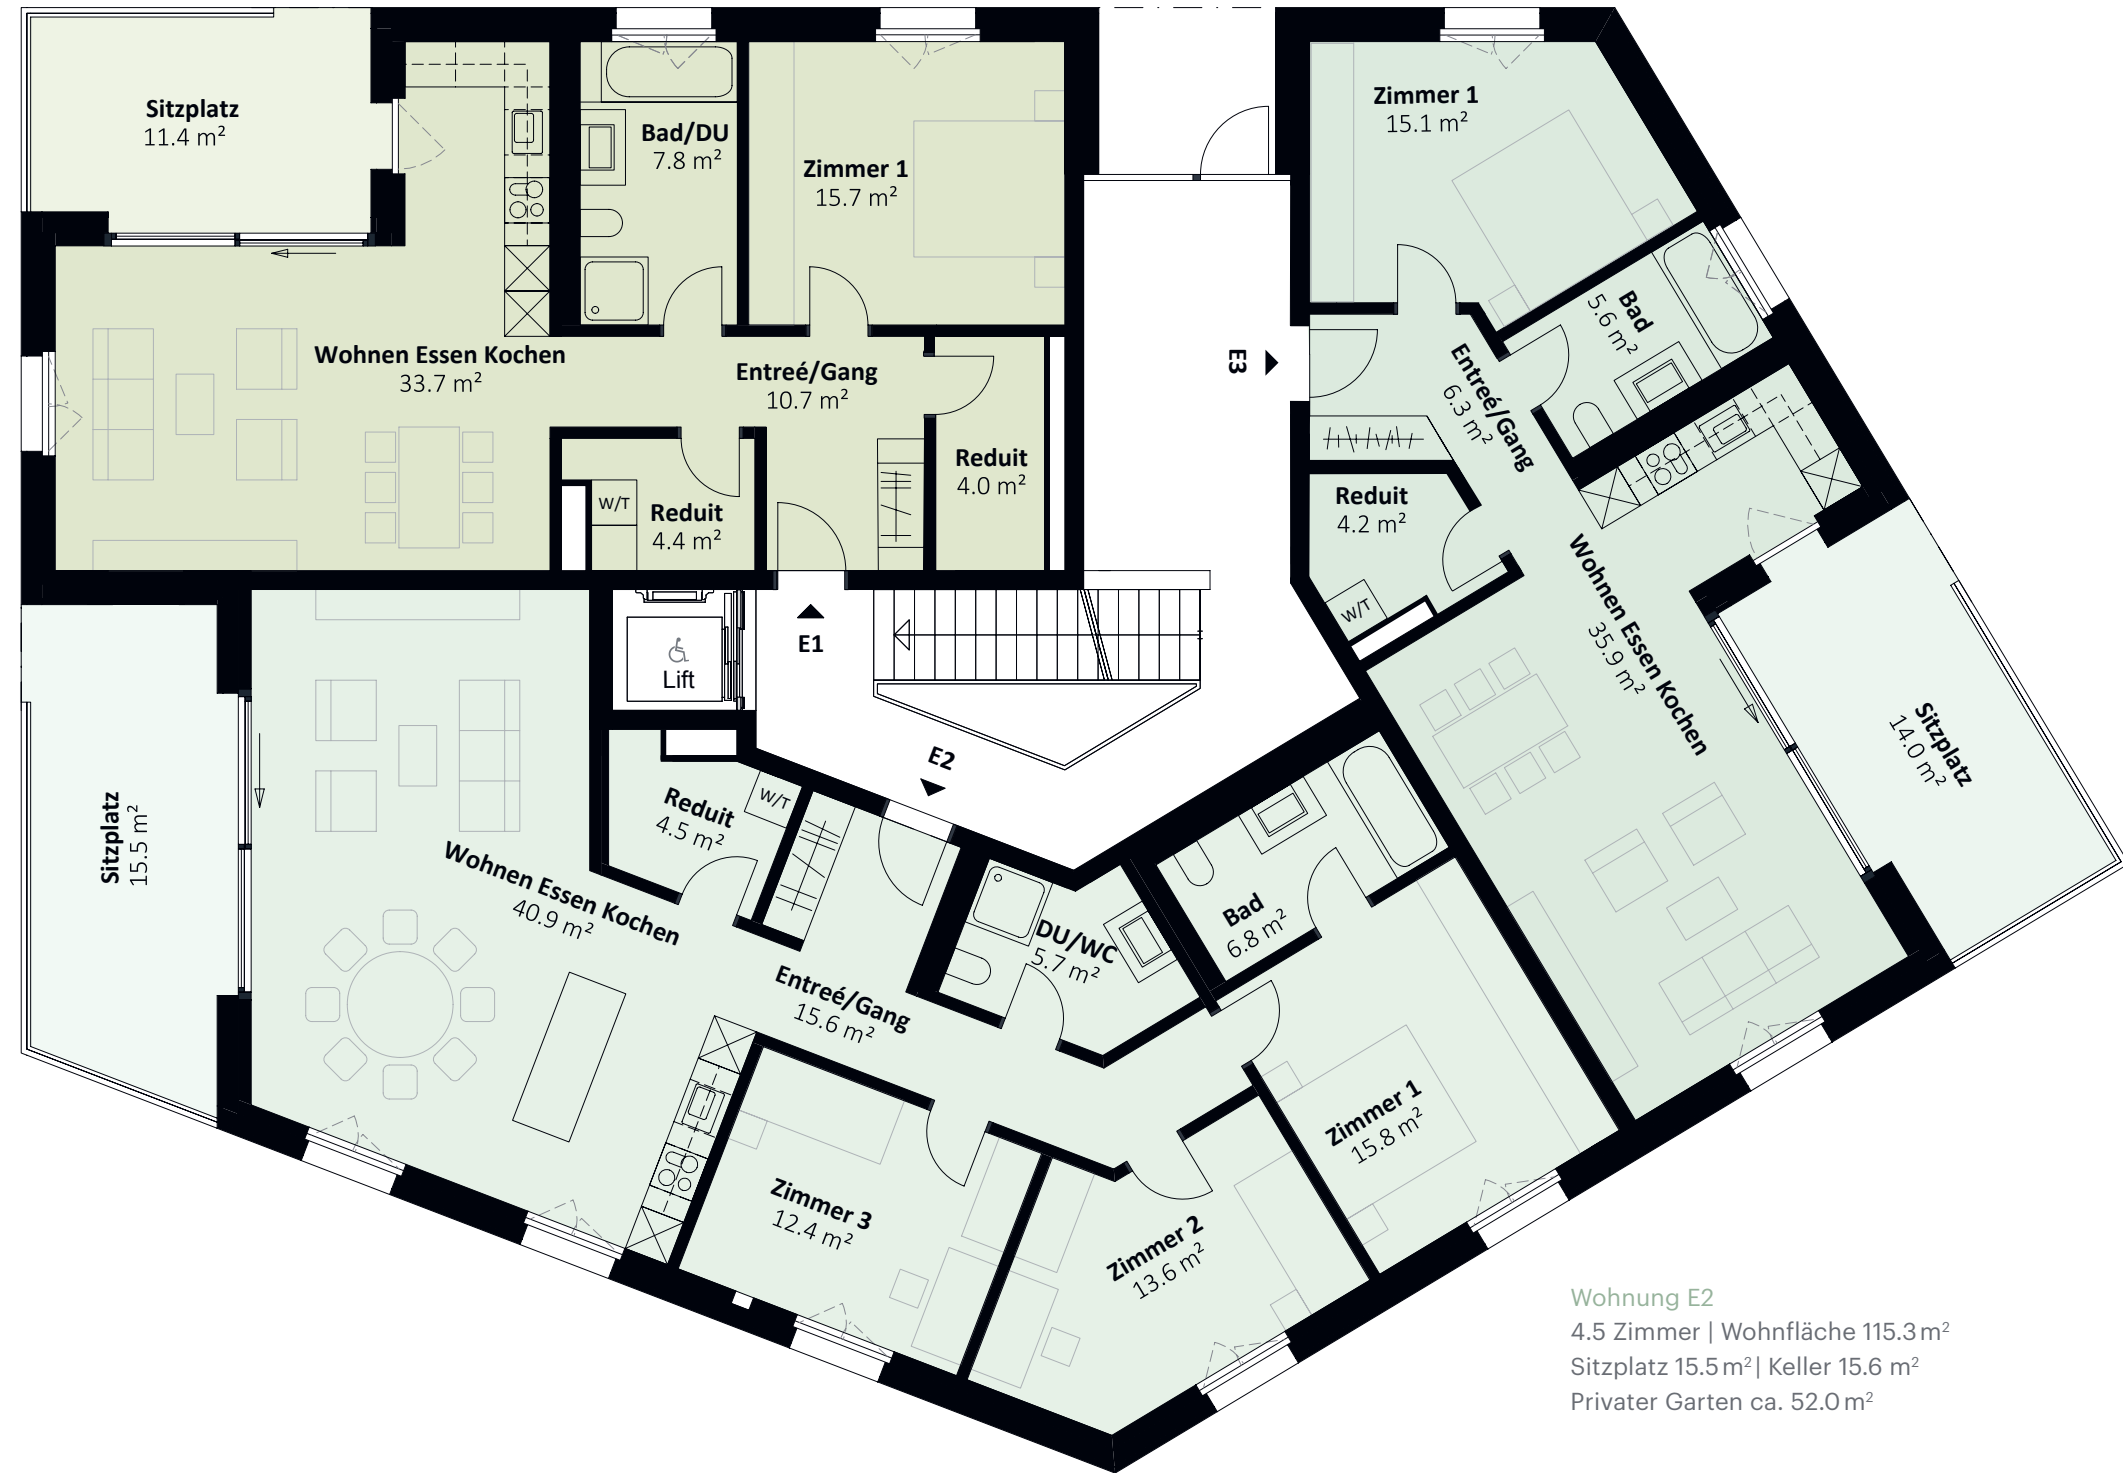 Sitzplatz
11.4 m²
Bad/DU
7.8 m²
Zimmer 1
15.7 m²
Wohnen Essen Kochen
33.7 m²
Entreé/Gang
10.7 m²
Reduit
4.0 m²
W/T
Reduit
4.4 m²
Zimmer 1
15.1 m²
Bad
5.6 m²
E3
Entreé/Gang
6.3 m²
Reduit
4.2 m²
W/T
Wohnen Essen Kochen
35.9 m²
Sitzplatz
14.0 m²
E1
Lift
E2
Sitzplatz
15.5 m²
Reduit
4.5 m²
W/T
Wohnen Essen Kochen
40.9 m²
Entreé/Gang
15.6 m²
DU/WC
5.7 m²
Bad
6.8 m²
Zimmer 1
15.8 m²
Zimmer 2
13.6 m²
Zimmer 3
12.4 m²
Wohnung E2
4.5 Zimmer | Wohnfläche 115.3 m²
Sitzplatz 15.5 m² | Keller 15.6 m²
Privater Garten ca. 52.0 m²